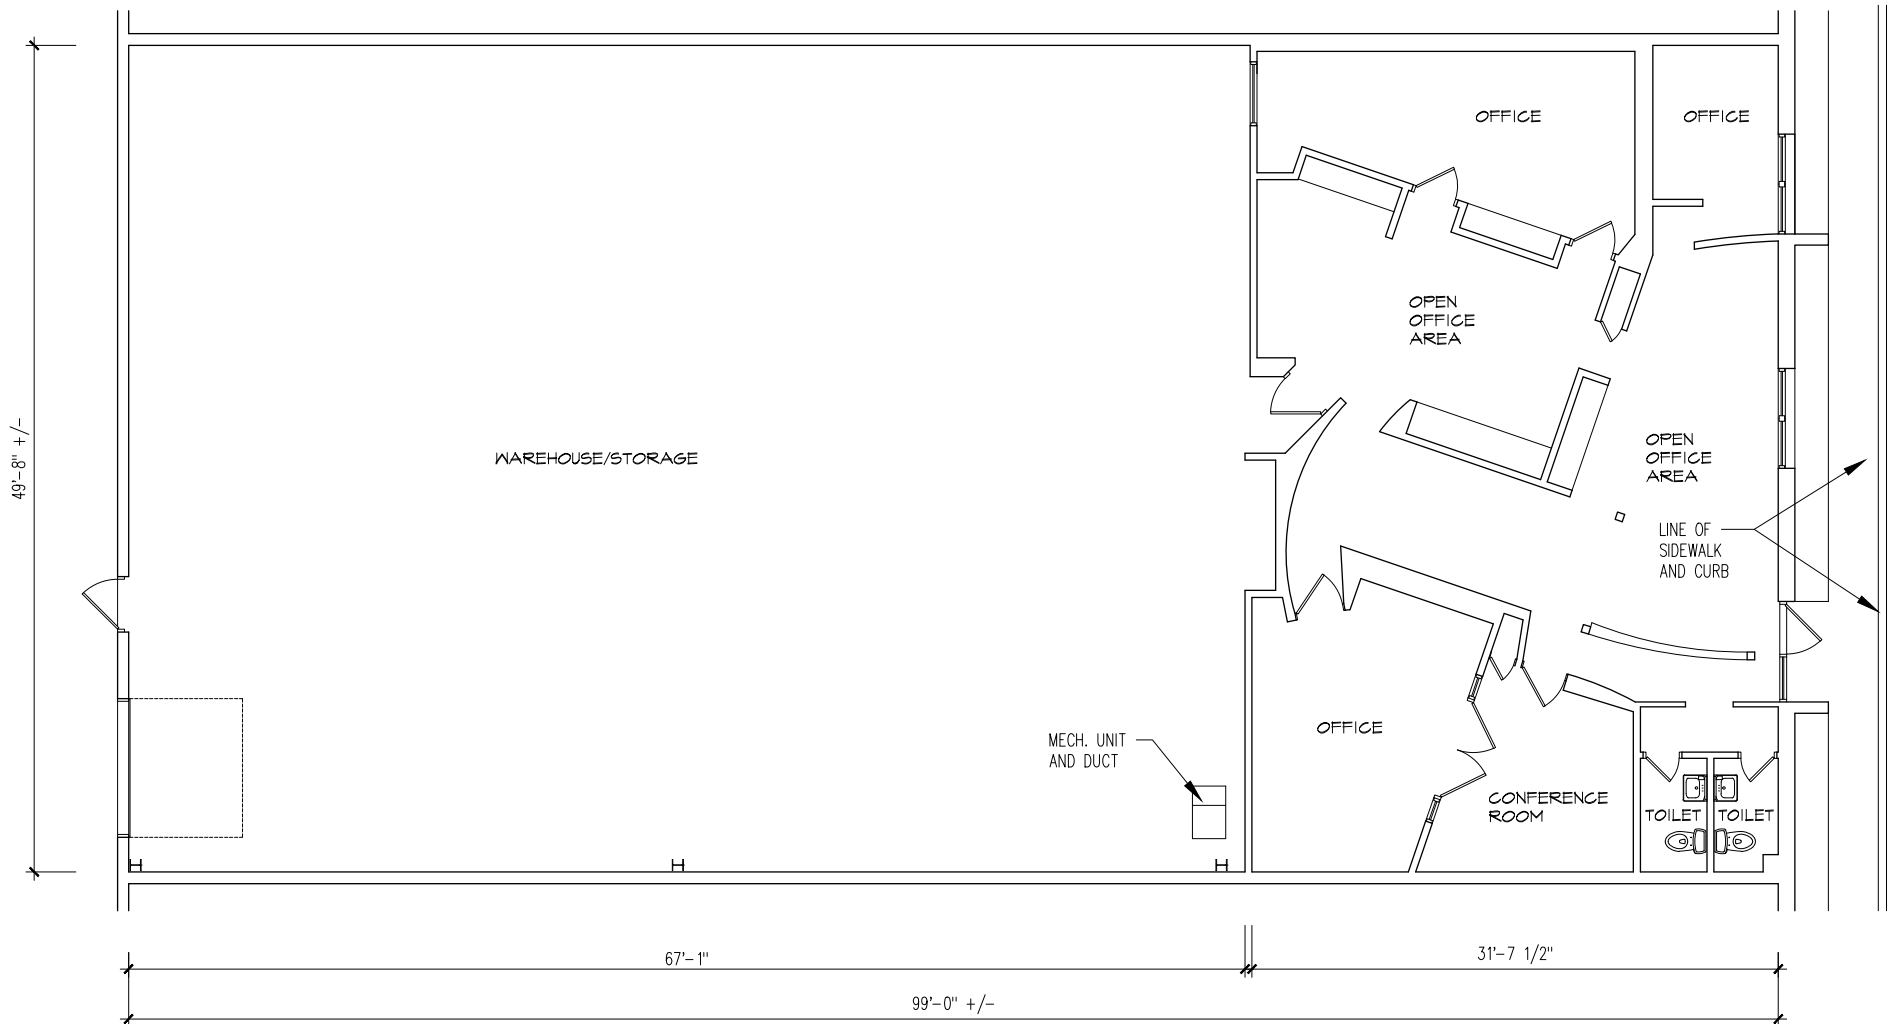 OFFICE
OFFICE
OPEN
OFFICE
AREA
49'-8" +/-
WAREHOUSE/STORAGE
OPEN
OFFICE
AREA
LINE OF
SIDEWALK
AND CURB
OFFICE
MECH. UNIT
AND DUCT
CONFERENCE
ROOM
TOILET
TOILET
67'-1"
31'-7 1/2"
99'-0" +/-